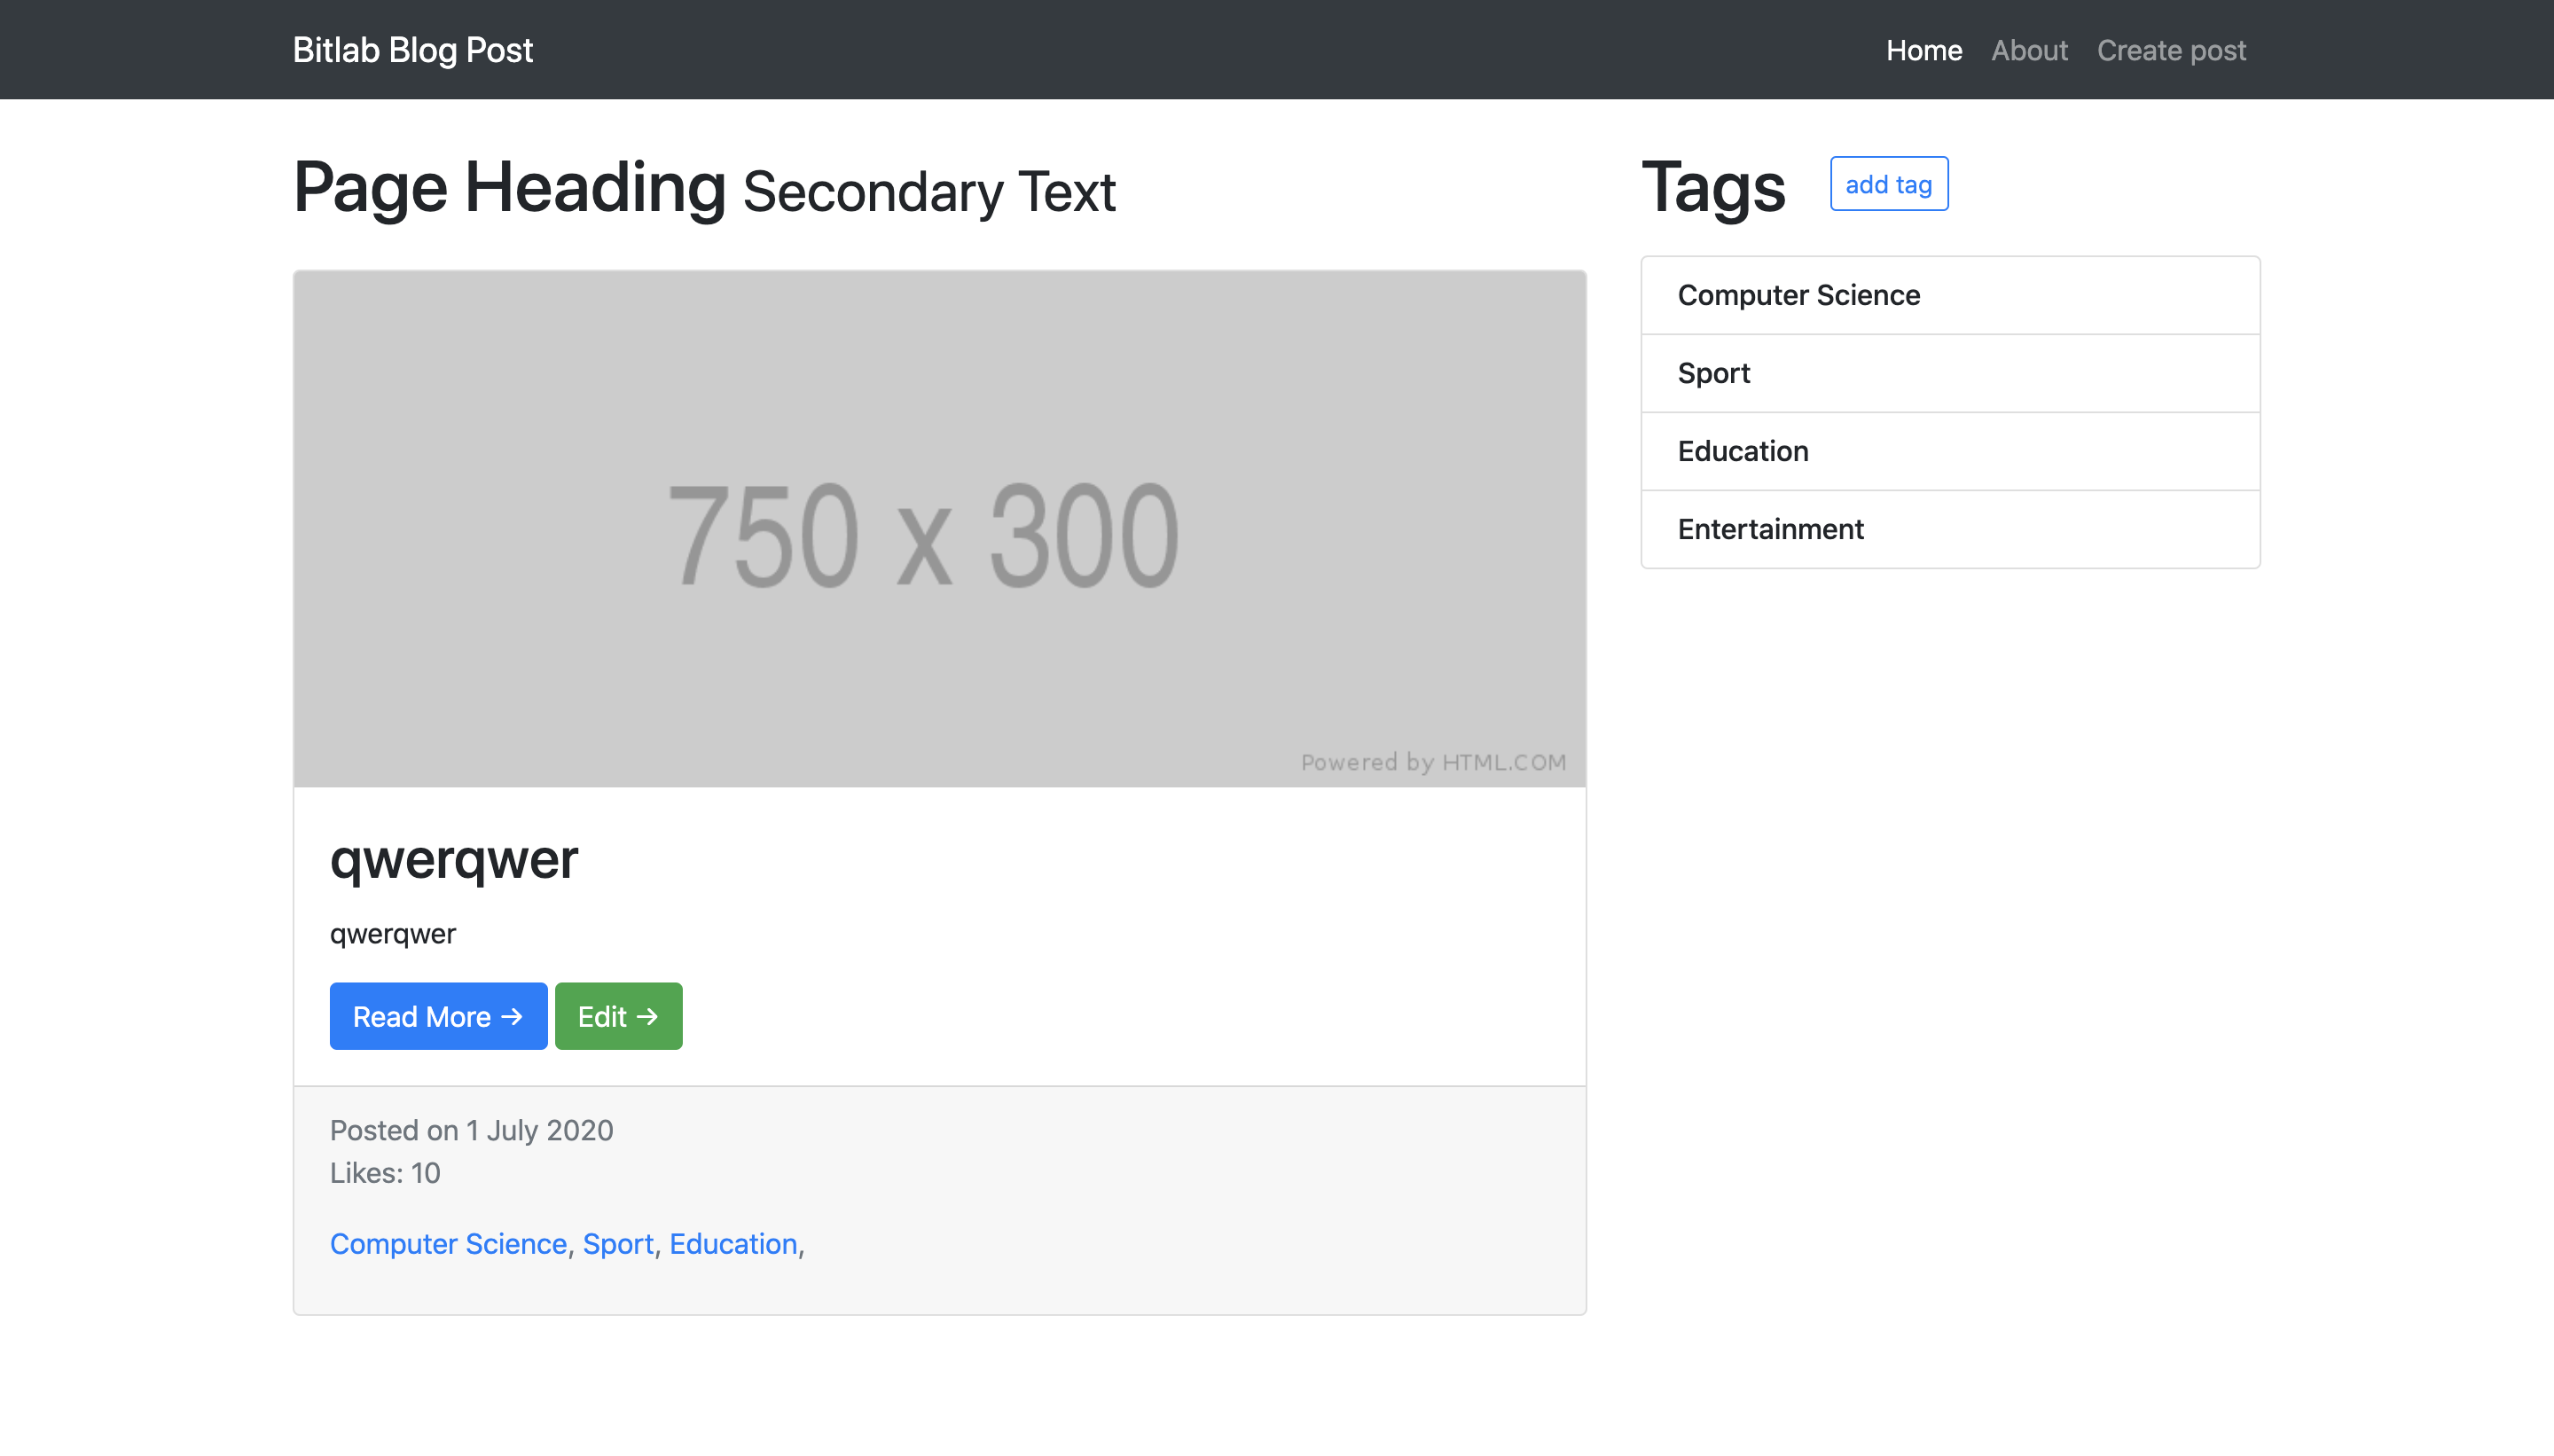 Bitlab Blog Post
Home About Create post
Page Heading Secondary Text
750 x 300
Powered by HTML.COM
qwerqwer
qwerqwer
Read More →
Edit →
Posted on 1 July 2020
Likes: 10
Computer Science, Sport, Education,
Tags
add tag
Computer Science
Sport
Education
Entertainment